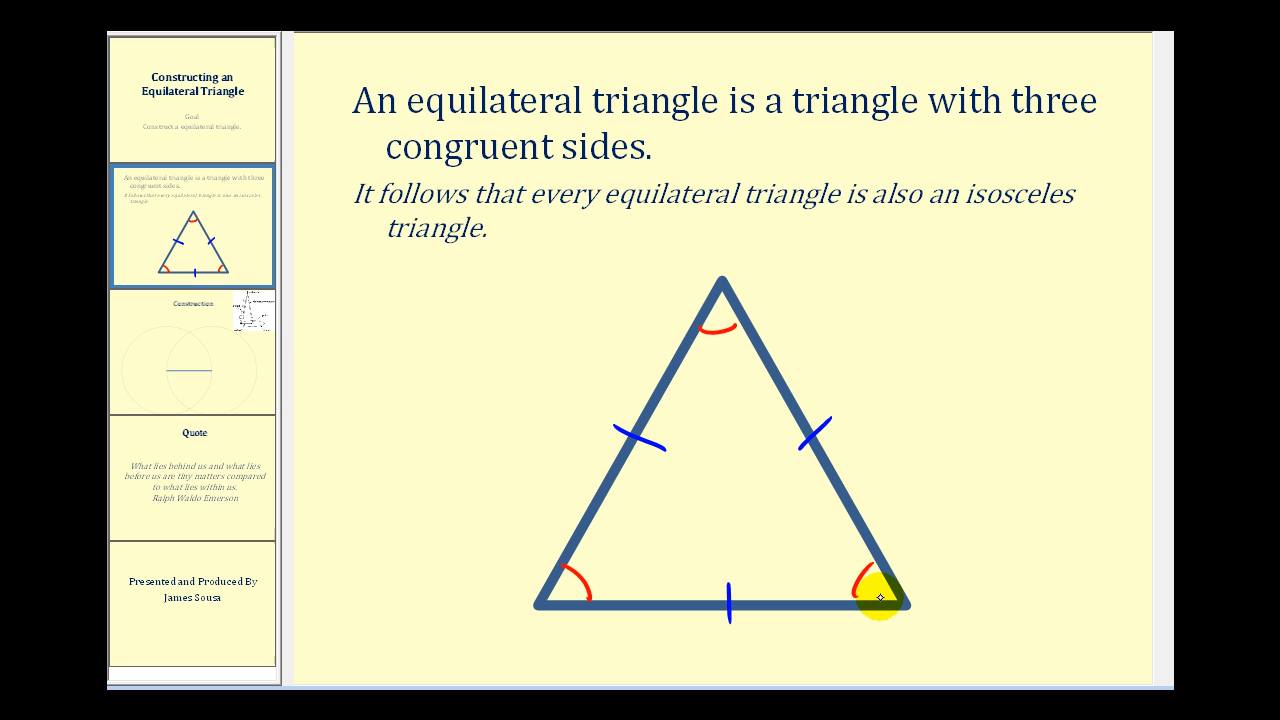 Constructing an
Equilateral Triangle
Goal
Construct a equilateral triangle.
An equilateral triangle is a triangle with three
congruent sides.
It follows that every equilateral triangle is also an isosceles
triangle.
Construction
Quote
What lies behind us and what lies
before us are tiny matters compared
to what lies within us.
Ralph Waldo Emerson
Presented and Produced By
James Sousa
An equilateral triangle is a triangle with three
congruent sides.
It follows that every equilateral triangle is also an isosceles
triangle.